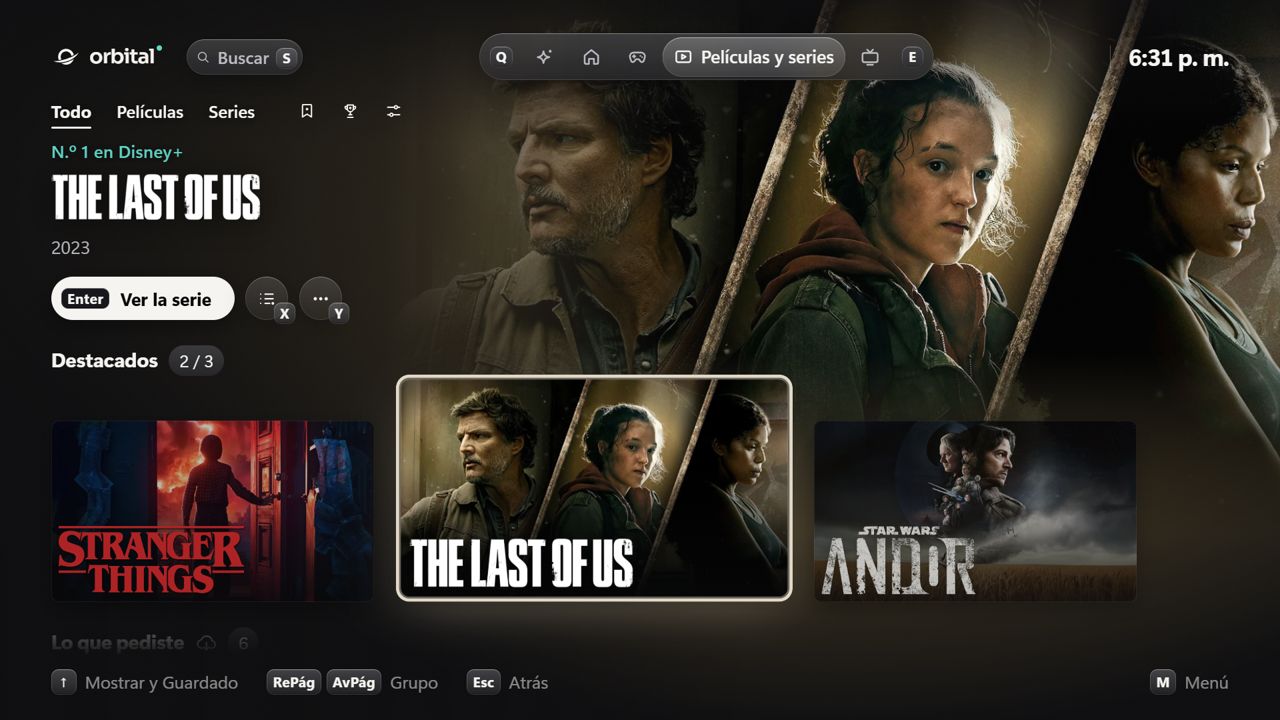 orbital
Buscar S
Q
Películas y series
E
6:31 p. m.
Todo
Películas
Series
N.º 1 en Disney+
THE LAST OF US
2023
Enter Ver la serie
X
Y
Destacados 2 / 3
STRANGER
THINGS
THE LAST OF US
STAR WARS
ANDOR
Lo que pediste 6
↑ Mostrar y Guardado
RePág AvPág Grupo
Esc Atrás
M Menú